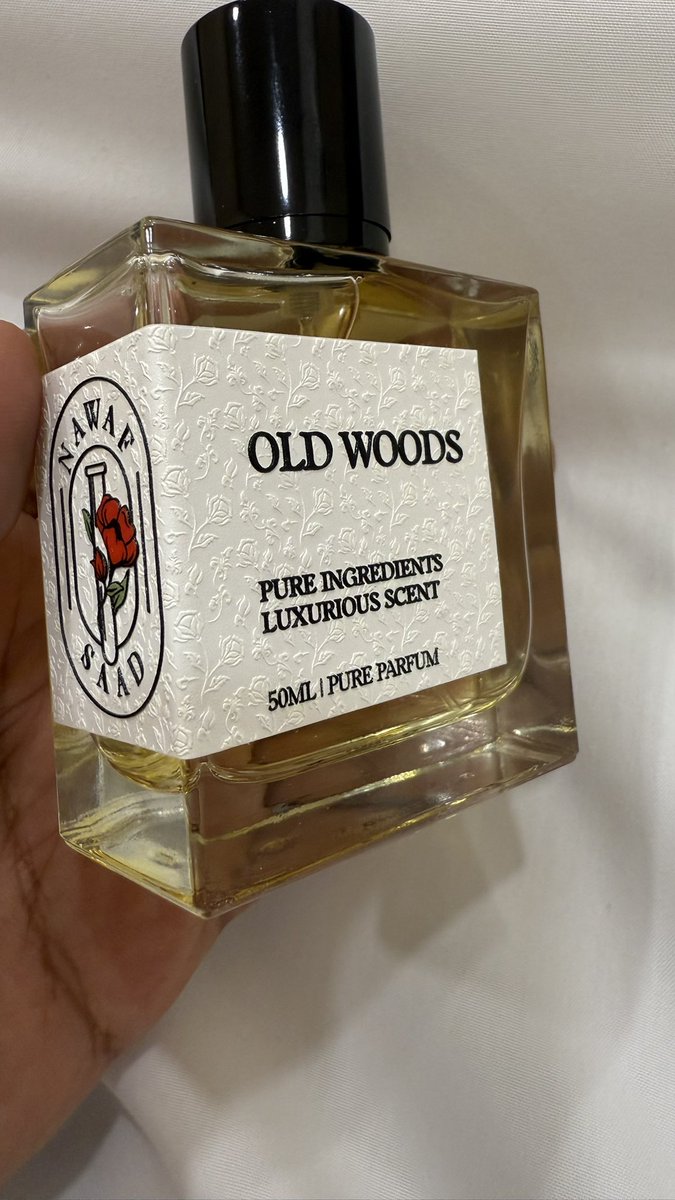 NAWAF
SAAD
OLD WOODS
PURE INGREDIENTS
LUXURIOUS SCENT
50ML | PURE PARFUM